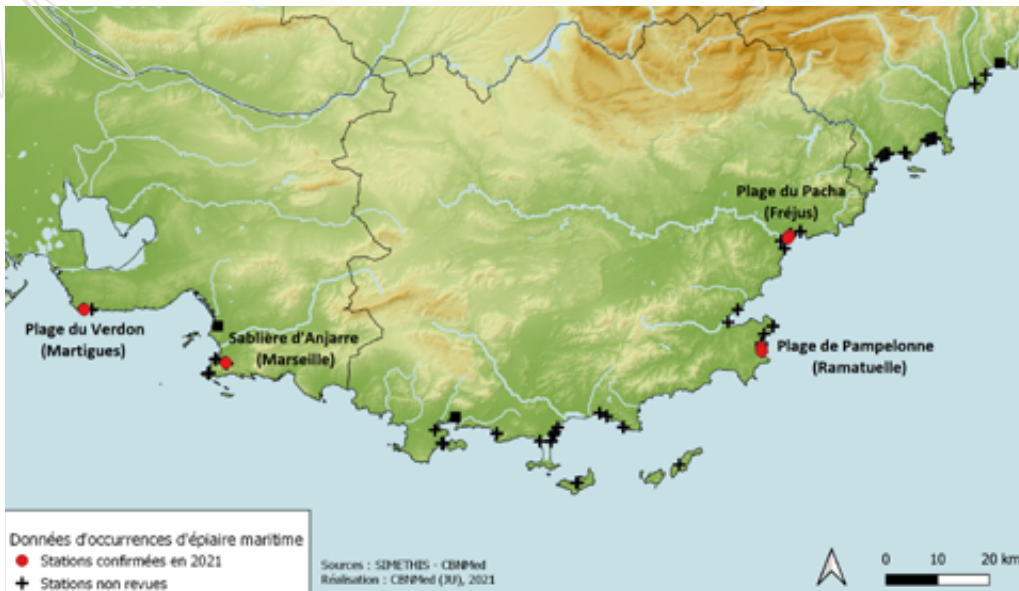 Plage du Pacha
(Fréjus)
Plage du Verdon
(Martigues)
Sablière d'Anjarre
(Marseille)
Plage de Pampelonne
(Ramatuelle)
Données d'occurrences d'épiaire maritime
Stations confirmées en 2021
Stations non revues
Sources : SIMETHIS - CBNMed
Réalisation : CBNMed (JU), 2021
0 10 20 km